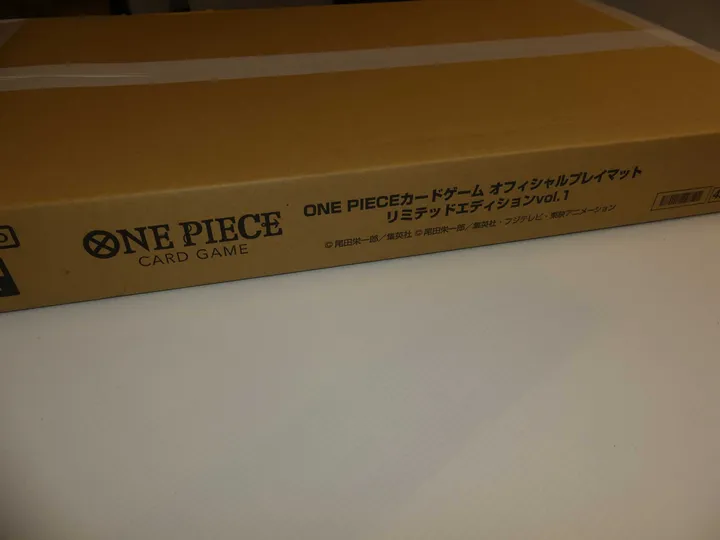 ONE PIECE
CARD GAME
ONE PIECEカードゲーム オフィシャルプレイマット
リミテッドエディションvol.1
©尾田栄一郎/集英社 ©尾田栄一郎/集英社・フジテレビ・東映アニメーション